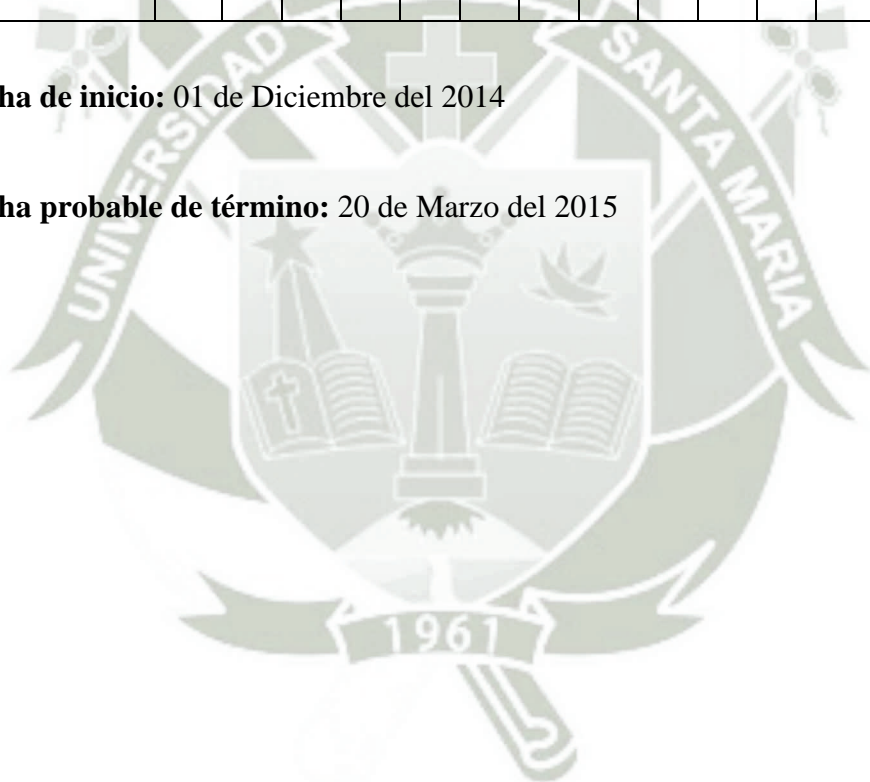 ha de inicio: 01 de Diciembre del 2014
ha probable de término: 20 de Marzo del 2015
UNIVERSIDAD SANTA MARIA
1961